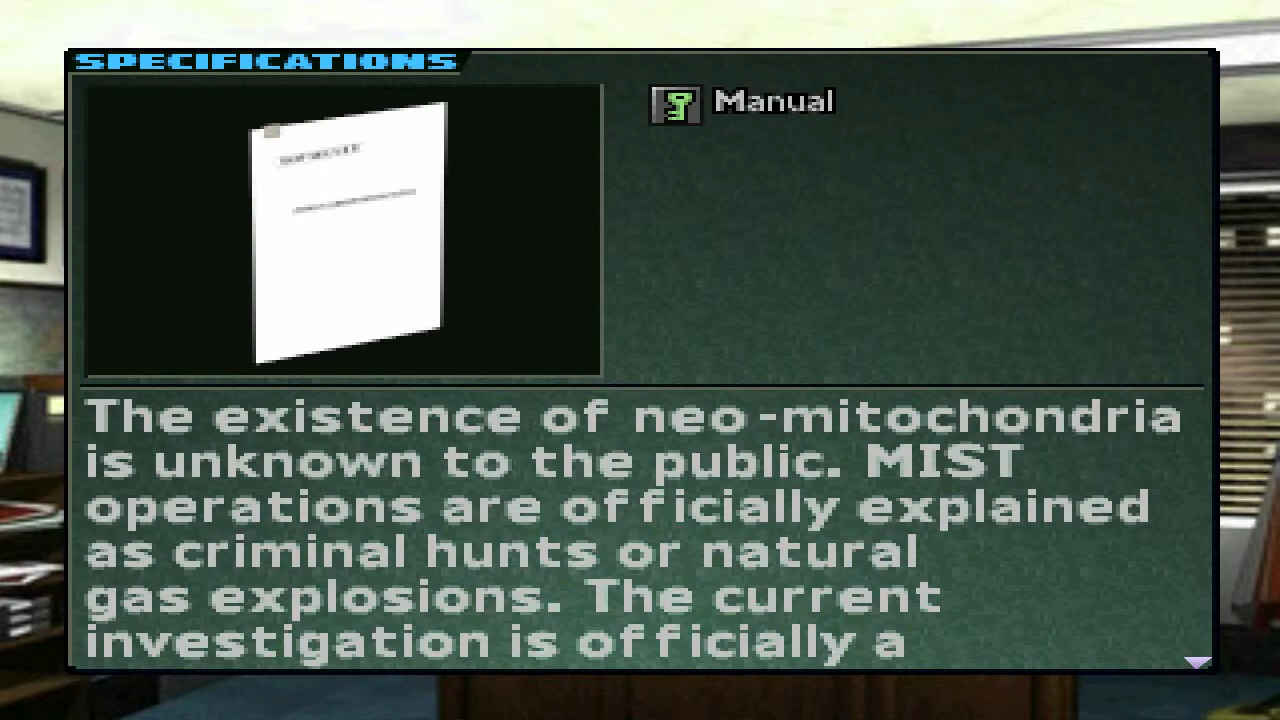 SPECIFICATIONS
Manual
The existence of neo-mitochondria
is unknown to the public. MIST
operations are officially explained
as criminal hunts or natural
gas explosions. The current
investigation is officially a